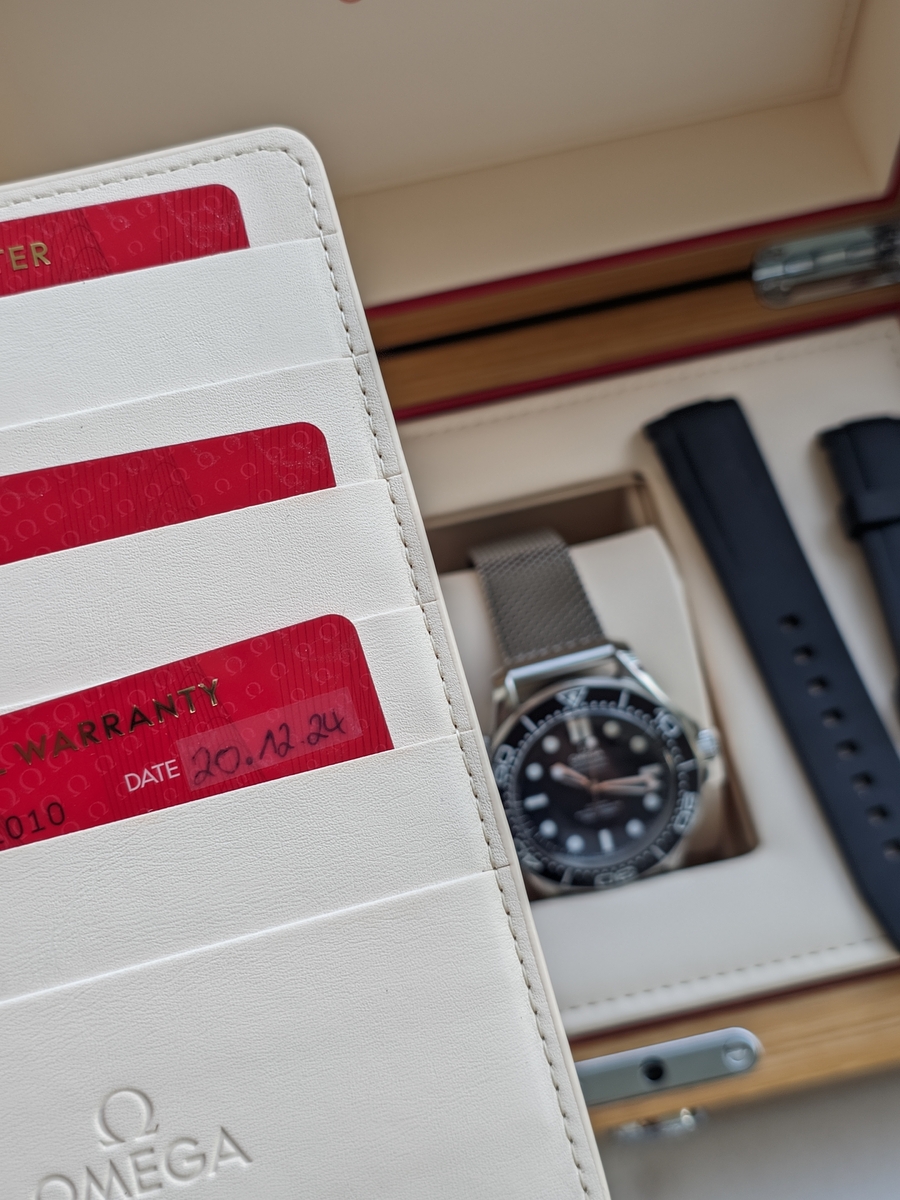 TER
WARRANTY
DATE 20.12.24
1010
Ω
OMEGA